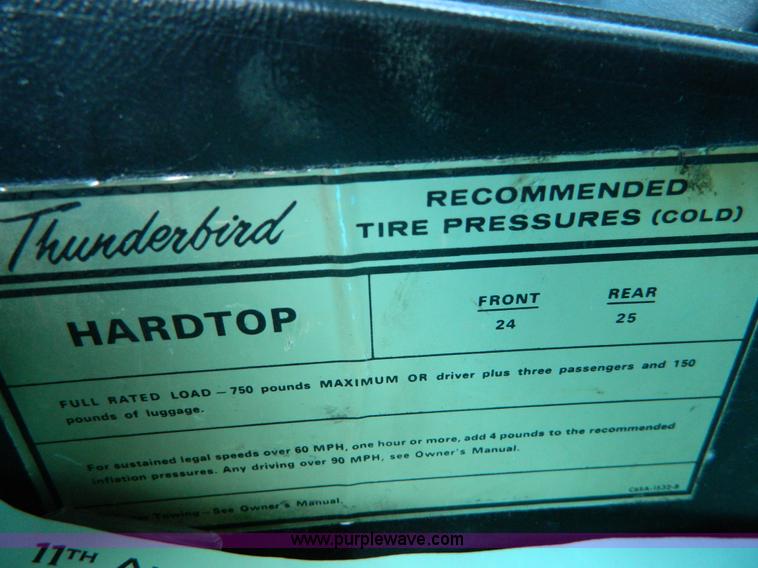 Thunderbird
RECOMMENDED
TIRE PRESSURES (COLD)
HARDTOP
FRONT REAR
24 25
FULL RATED LOAD – 750 pounds MAXIMUM OR driver plus three passengers and 150
pounds of luggage.
For sustained legal speeds over 60 MPH, one hour or more, add 4 pounds to the recommended
inflation pressures. Any driving over 90 MPH, see Owner's Manual.
Towing – See Owner's Manual.
www.purplewave.com
11TH